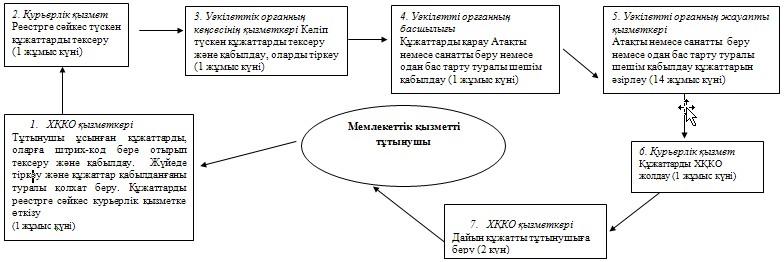 2. Курьерлік қызмет
Реестрге сәйкес түскен
құжаттарды тексеру
(1 жұмыс күні)
3. Уәкілеттік органның
кеңсесінің қызметкері Келіп
түскен құжаттарды тексеру
және қабылдау, оларды тіркеу
(1 жұмыс күні)
4. Уәкілетті органның
басшылығы
Құжаттарды қарау Атақты
немесе санатты беру немесе
одан бас тарту туралы шешім
қабылдау (1 жұмыс күні)
5. Уәкілетті органның жауапты
қызметкері
Атақты немесе санатты беру
немесе одан бас тарту туралы
шешім қабылдау құжаттарын
әзірлеу (14 жұмыс күні)
1. ХҚКО қызметкері
Тұтынушы ұсынған құжаттарды,
оларға штрих-код бере отырып
тексеру және қабылдау. Жүйеде
тіркеу және құжаттар қабылданғаны
туралы қолхат беру. Құжаттарды
реестрге сәйкес курьерлік қызметке
өткізу
(1 жұмыс күні)
Мемлекеттік қызметті
тұтынушы
6. Курьерлік қызмет
Құжаттарды ХҚКО
жолдау (1 жұмыс күні)
7. ХҚКО қызметкері
Дайын құжатты тұтынушыға
беру (2 күн)